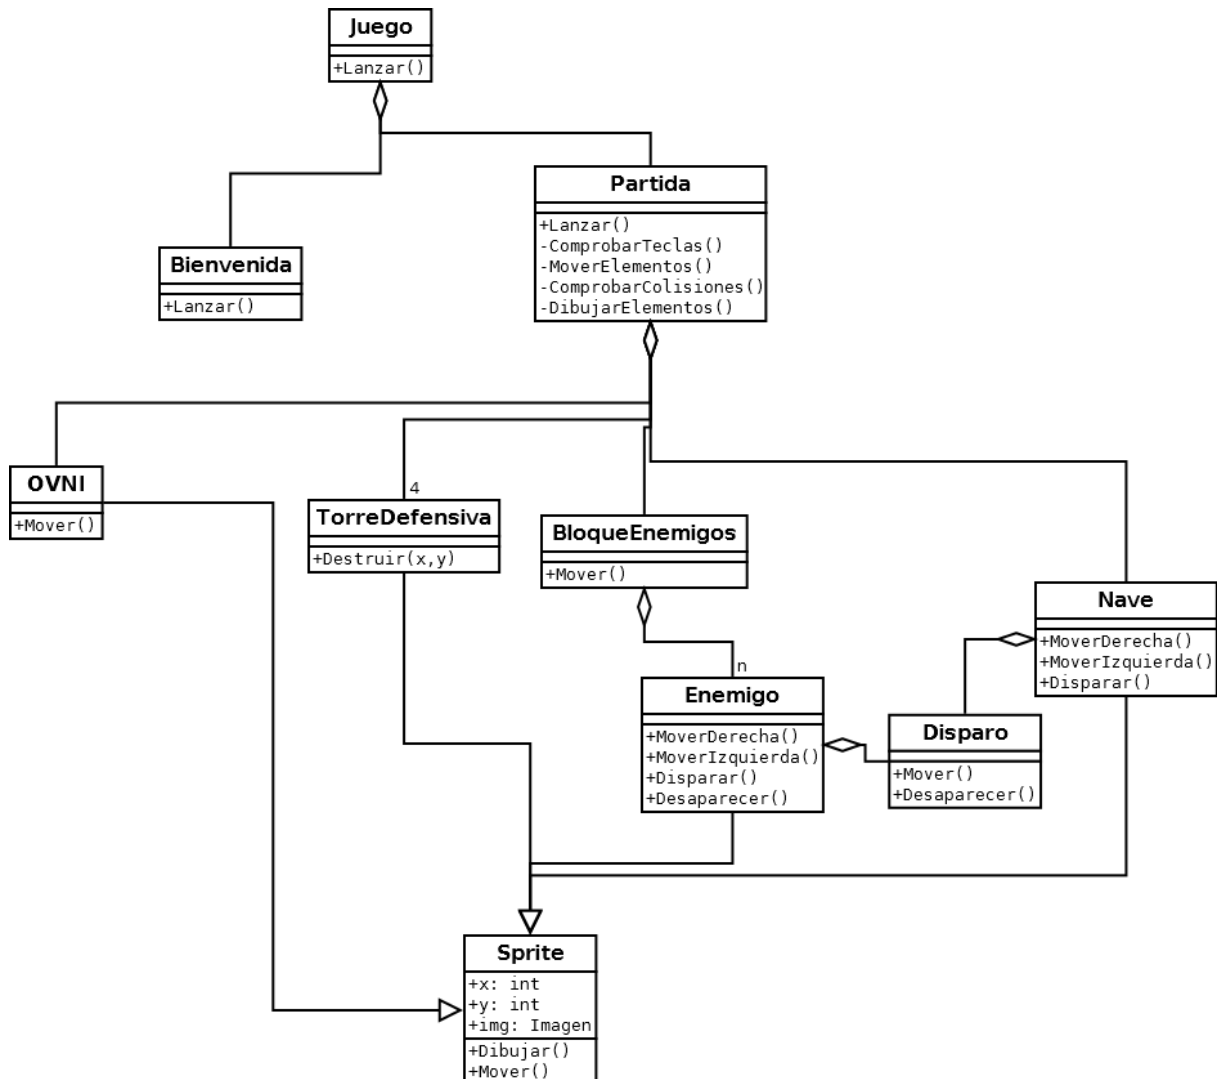 Juego
+Lanzar()
Partida
+Lanzar()
-ComprobarTeclas()
-MoverElementos()
-ComprobarColisiones()
-DibujarElementos()
Bienvenida
+Lanzar()
OVNI
+Mover()
4
TorreDefensiva
+Destruir(x,y)
BloqueEnemigos
+Mover()
Nave
+MoverDerecha()
+MoverIzquierda()
+Disparar()
n
Enemigo
+MoverDerecha()
+MoverIzquierda()
+Disparar()
+Desaparecer()
Disparo
+Mover()
+Desaparecer()
Sprite
+x: int
+y: int
+img: Imagen
+Dibujar()
+Mover()